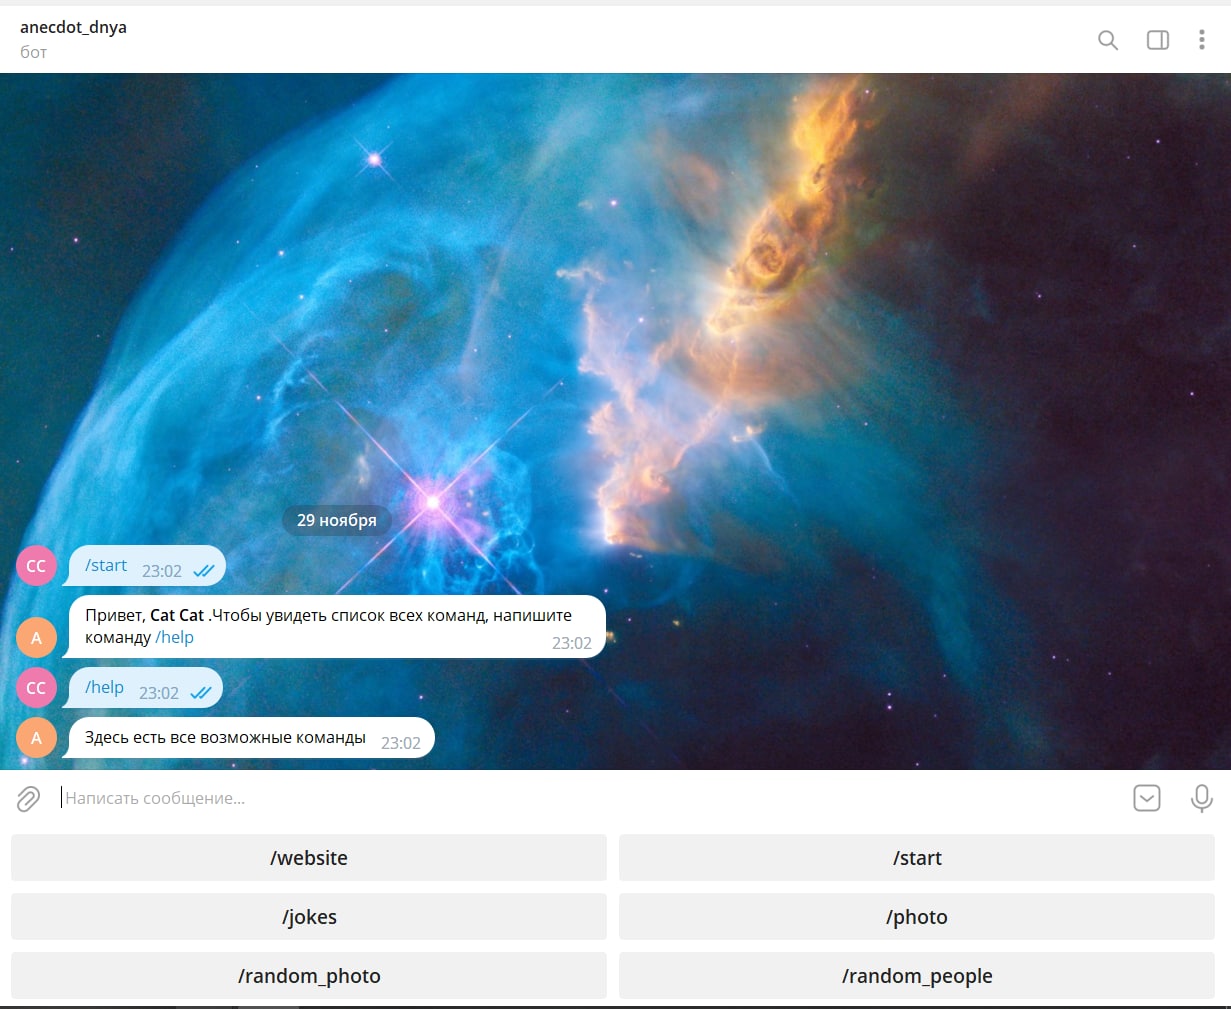 anecdot_dnya
бот
29 ноября
CC
/start 23:02
Привет, Cat Cat .Чтобы увидеть список всех команд, напишите
A
команду /help 23:02
CC
/help 23:02
A
Здесь есть все возможные команды 23:02
Написать сообщение...
/website /start
/jokes /photo
/random_photo /random_people